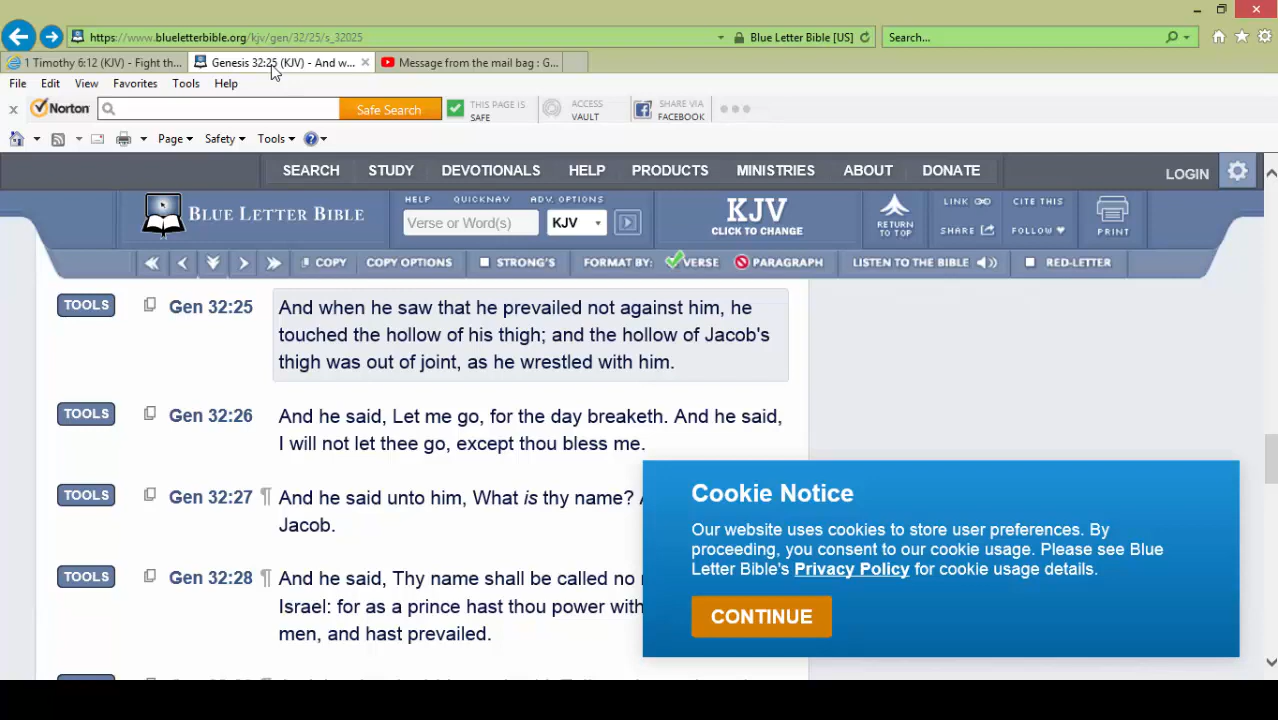 https://www.blueletterbible.org/kjv/gen/32/25/s_32025
Blue Letter Bible [US]
Search...
1 Timothy 6:12 (KJV) - Fight th...
Genesis 32:25 (KJV) - And w...
Message from the mail bag : G...
File Edit View Favorites Tools Help
x Norton
Safe Search
THIS PAGE IS
SAFE
ACCESS
VAULT
SHARE VIA
FACEBOOK
Page Safety Tools
SEARCH STUDY DEVOTIONALS HELP PRODUCTS MINISTRIES ABOUT DONATE
LOGIN
BLUE LETTER BIBLE
HELP QUICKNAV ADV. OPTIONS
Verse or Word(s) KJV
KJV
CLICK TO CHANGE
RETURN
TO TOP
LINK CITE THIS
SHARE FOLLOW
PRINT
COPY COPY OPTIONS STRONG'S FORMAT BY: VERSE PARAGRAPH LISTEN TO THE BIBLE RED-LETTER
TOOLS Gen 32:25 And when he saw that he prevailed not against him, he
touched the hollow of his thigh; and the hollow of Jacob's
thigh was out of joint, as he wrestled with him.
TOOLS Gen 32:26 And he said, Let me go, for the day breaketh. And he said,
I will not let thee go, except thou bless me.
TOOLS Gen 32:27 ¶ And he said unto him, What is thy name?
Jacob.
TOOLS Gen 32:28 ¶ And he said, Thy name shall be called no
Israel: for as a prince hast thou power with
men, and hast prevailed.
Cookie Notice
Our website uses cookies to store user preferences. By
proceeding, you consent to our cookie usage. Please see Blue
Letter Bible's Privacy Policy for cookie usage details.
CONTINUE